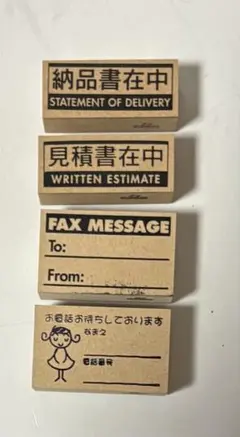 納品書在中
STATEMENT OF DELIVERY
見積書在中
WRITTEN ESTIMATE
FAX MESSAGE
To:
From:
お電話お待ちしております
なまえ
電話番号